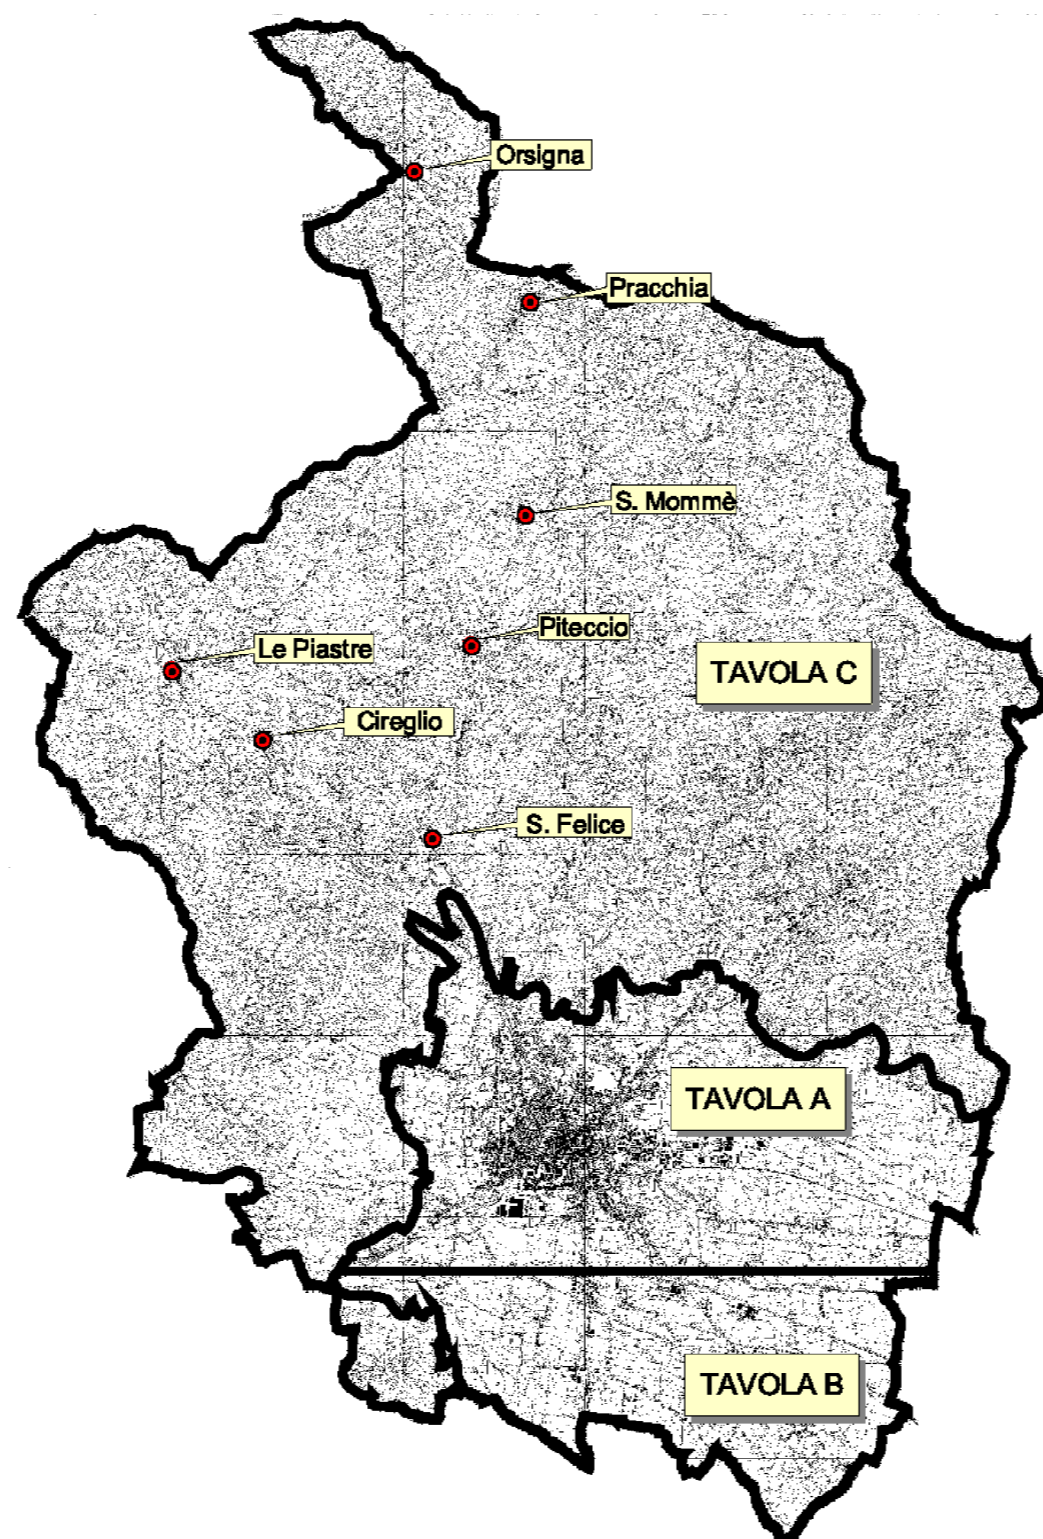 Orsigna
Pracchia
S. Mommè
Piteccio
Le Piastre
TAVOLA C
Cireglio
S. Felice
TAVOLA A
TAVOLA B